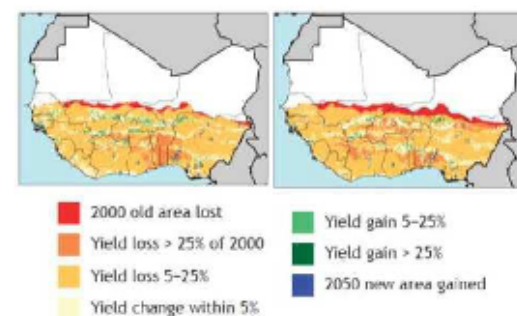 2000 old area lost
Yield loss > 25% of 2000
Yield loss 5–25%
Yield change within 5%
Yield gain 5–25%
Yield gain > 25%
2050 new area gained